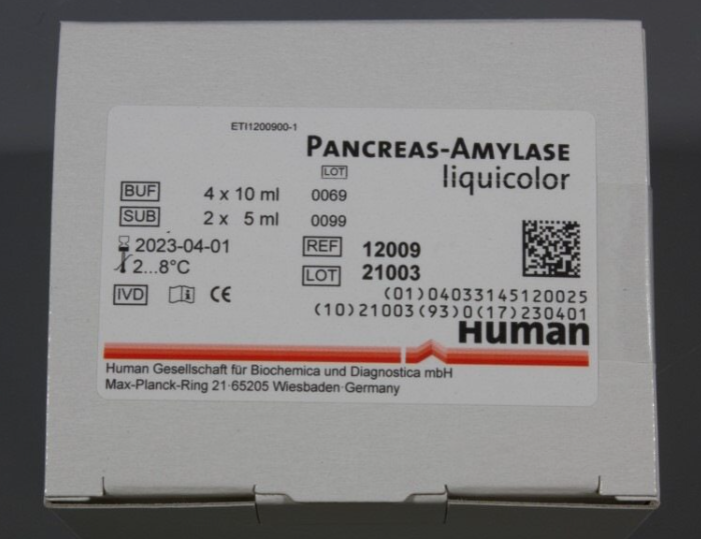 ETI1200900-1
PANCREAS-AMYLASE
liquicolor
LOT
BUF 4 x 10 ml 0069
SUB 2 x 5 ml 0099
2023-04-01 REF 12009
2...8°C LOT 21003
IVD i CE
(01)04033145120025
(10)21003(93)0(17)230401
Human
Human Gesellschaft für Biochemica und Diagnostica mbH
Max-Planck-Ring 21·65205 Wiesbaden·Germany